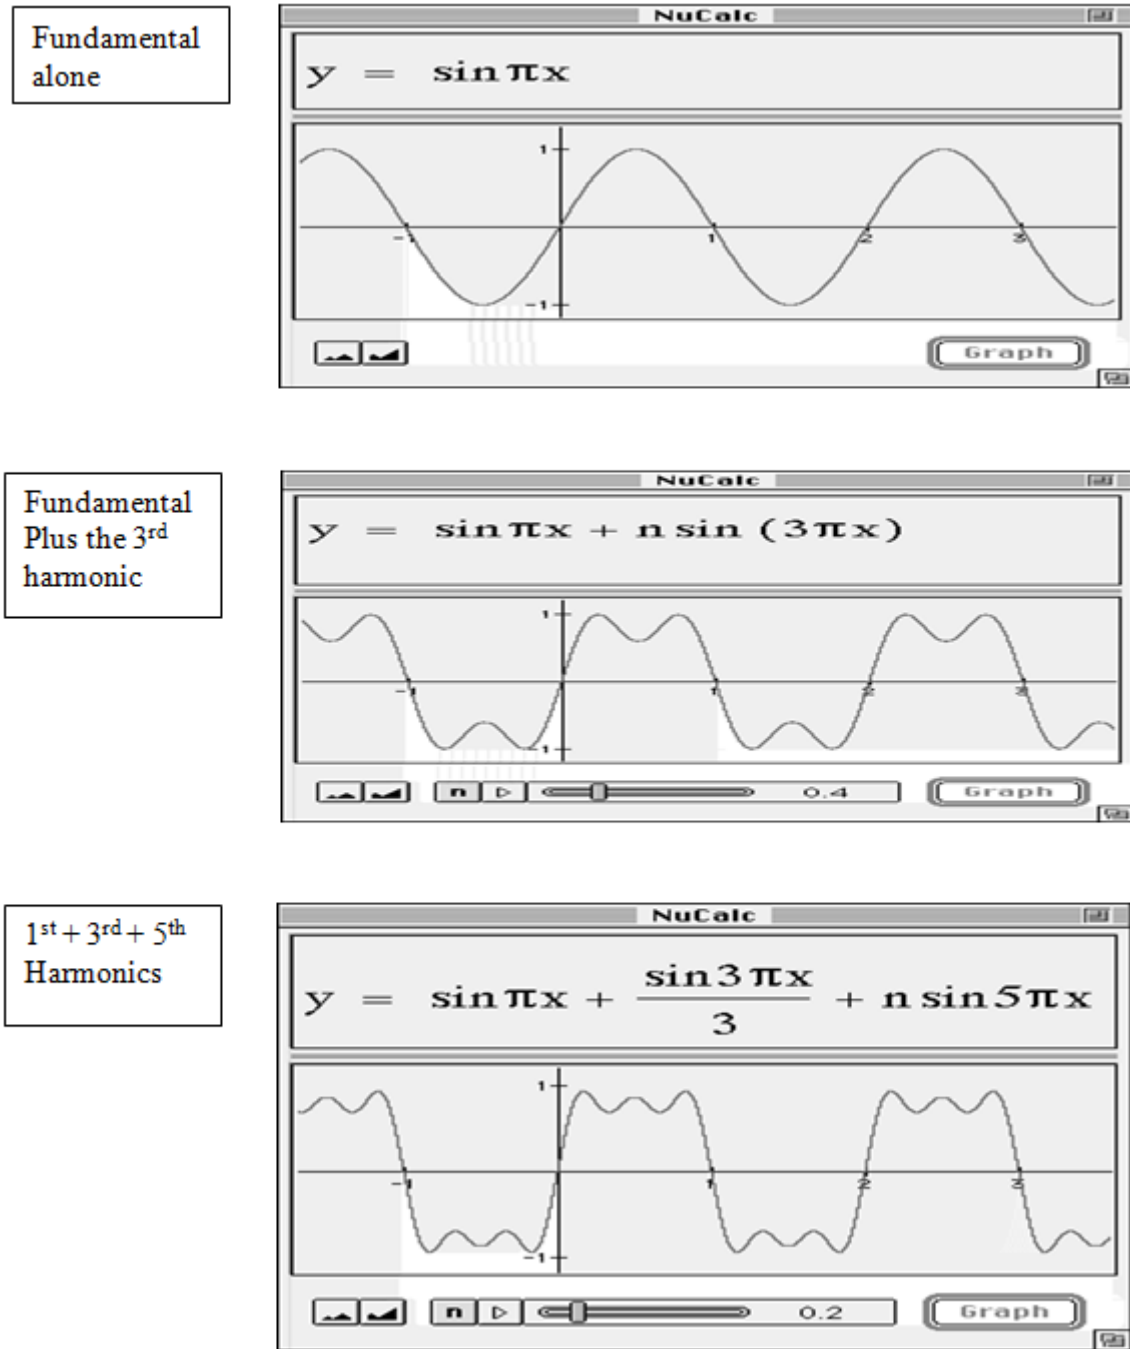 Fundamental
alone
NuCalc
y = sin πx
1
-1 1 2 3
-1
Graph
Fundamental
Plus the 3rd
harmonic
NuCalc
y = sin πx + n sin (3πx)
1
-1 1 2 3
-1
n 0.4 Graph
1st + 3rd + 5th
Harmonics
NuCalc
y = sin πx + sin 3πx / 3 + n sin 5πx
1
-1 1 2 3
-1
n 0.2 Graph